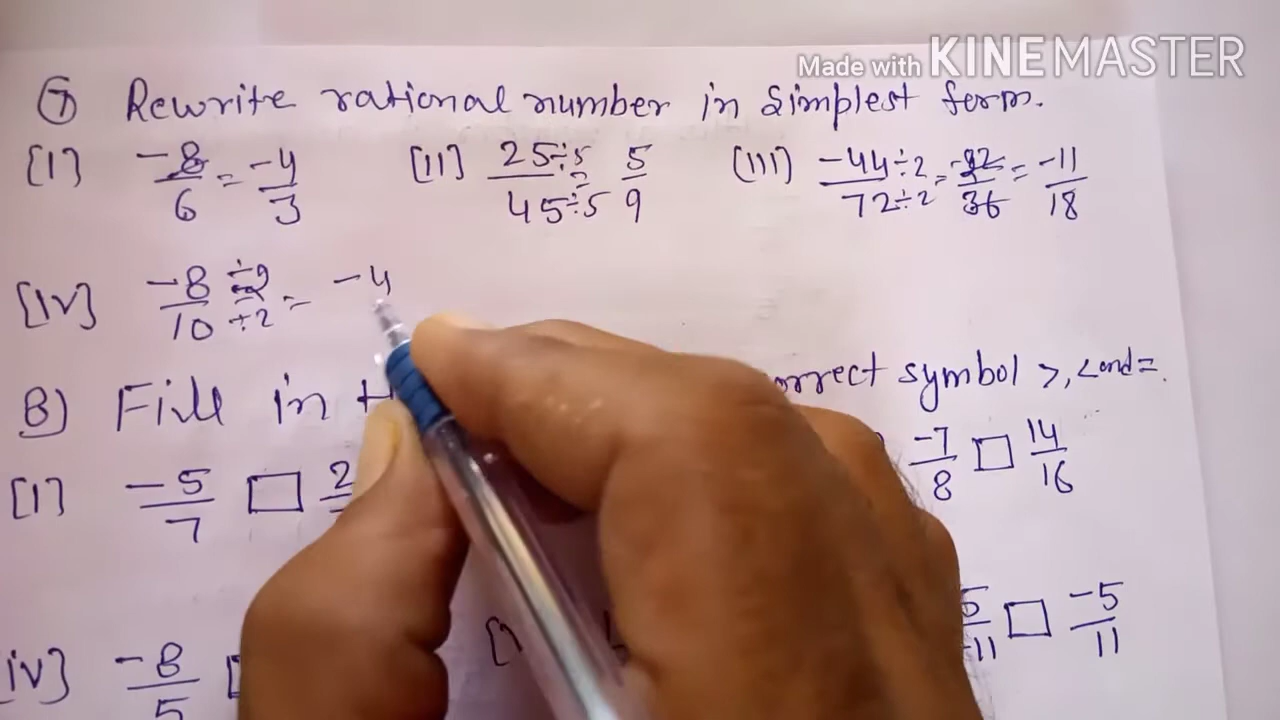 Made with KINEMASTER
⑦ Rewrite rational number in Simplest form.
[I] -8/6 = -4/3 [II] 25÷5/45÷5 = 5/9 [III] -44÷2/72÷2 = -22/36 = -11/18
[IV] -8÷2/10÷2 = -4
8) Fill in orrect symbol >, < and =.
[I] -5/7 □ 2 -7/8 □ 14/16
iv] -8/5 5/-11 □ -5/11